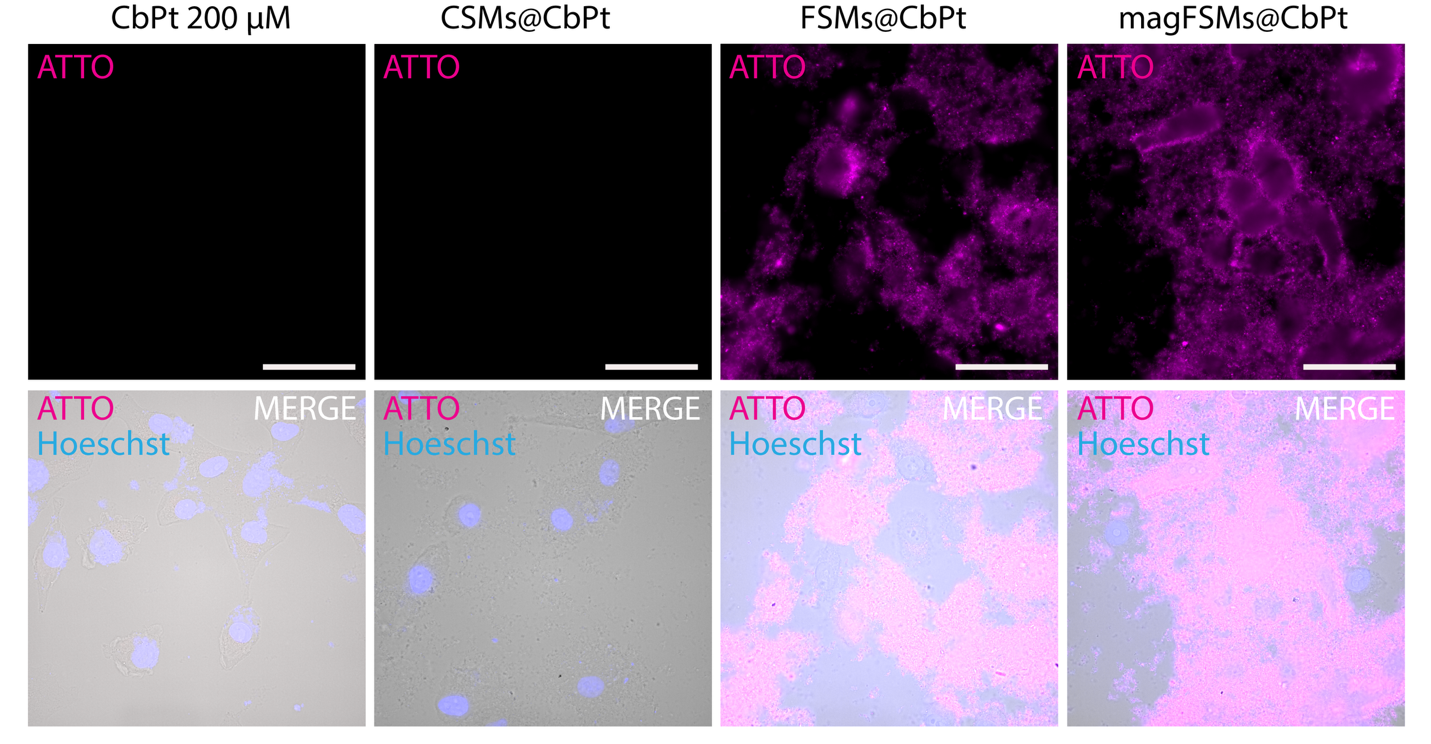 CbPt 200 µM
CSMs@CbPt
FSMs@CbPt
magFSMs@CbPt
ATTO
ATTO
ATTO
ATTO
ATTO
MERGE
Hoeschst
ATTO
MERGE
Hoeschst
ATTO
MERGE
Hoeschst
ATTO
MERGE
Hoeschst